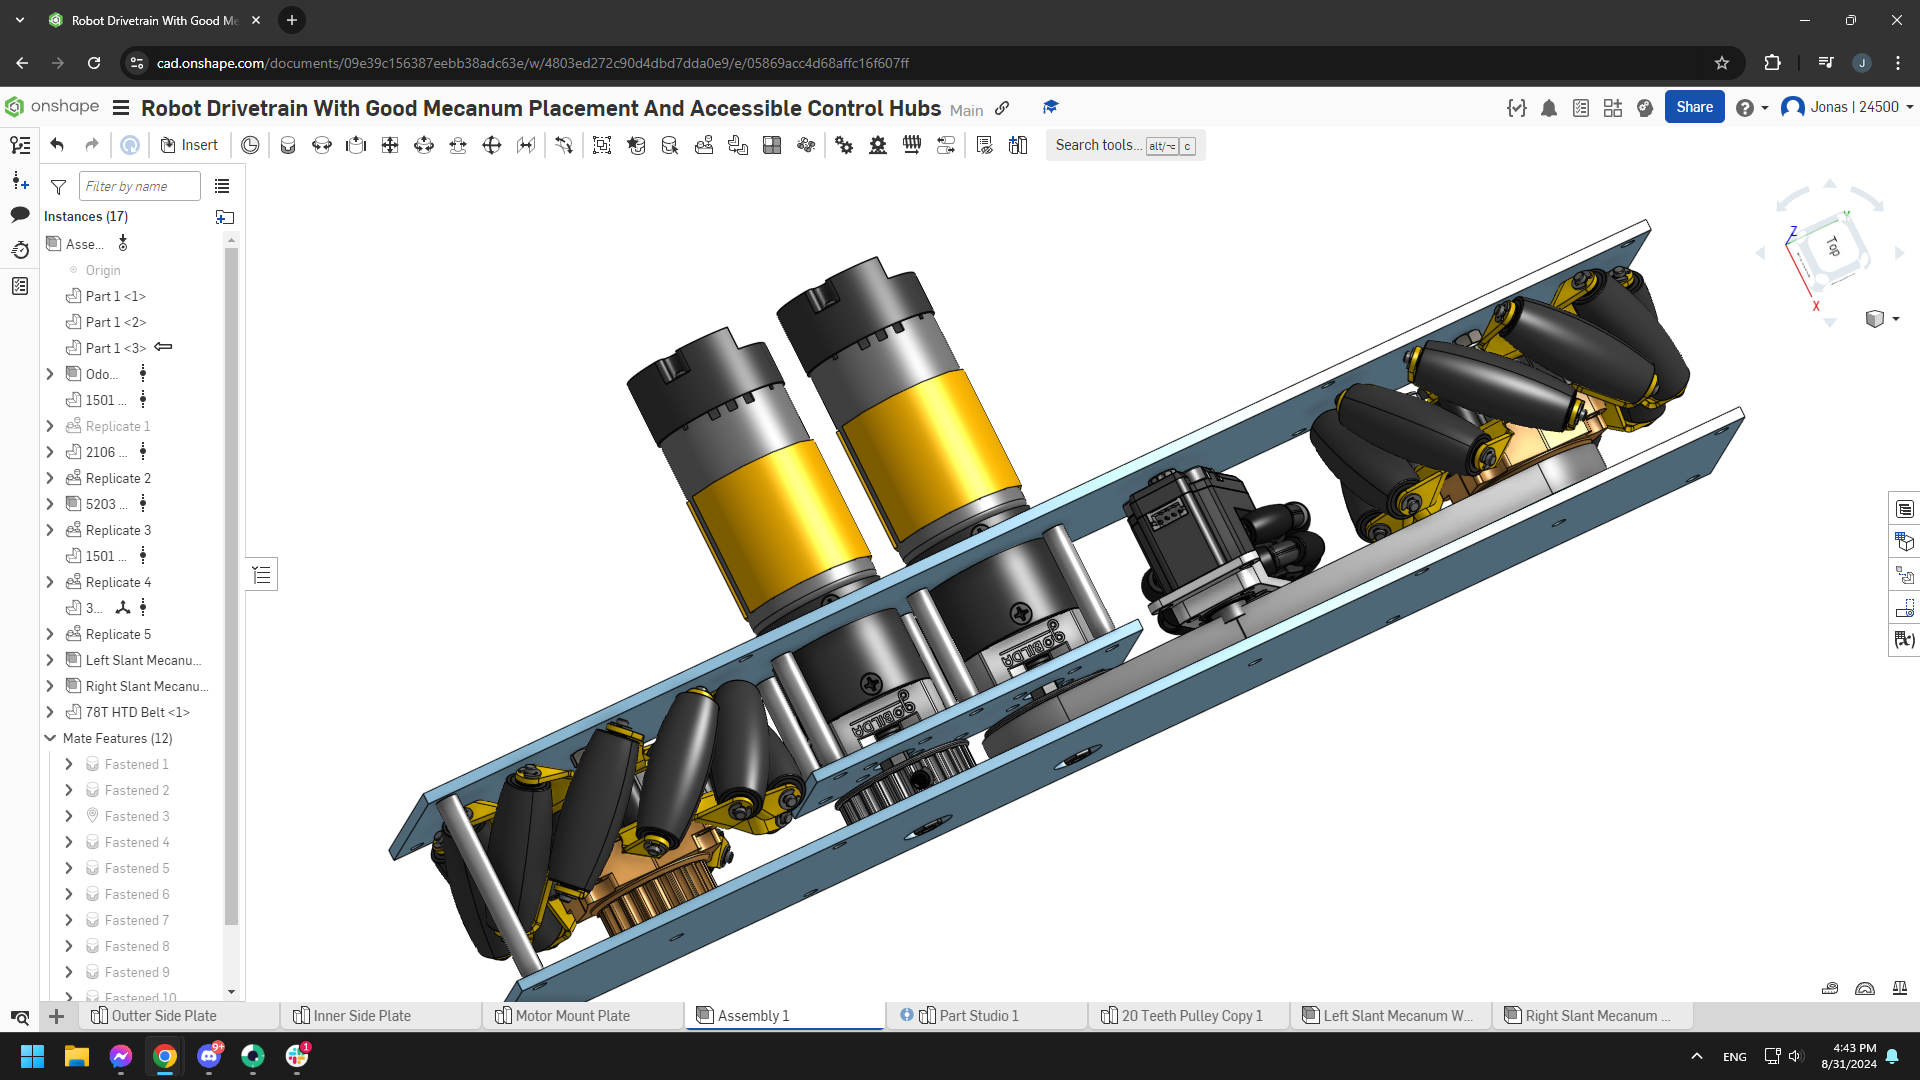 Robot Drivetrain With Good Me
cad.onshape.com/documents/09e39c156387eebb38adc63e/w/4803ed272c90d4dbd7dda0e9/e/05869acc4d68affc16f607ff
J
onshape
Robot Drivetrain With Good Mecanum Placement And Accessible Control Hubs Main
Share
Jonas | 24500
Insert
Search tools... alt/⌥ c
Filter by name
Instances (17)
Asse...
Origin
Part 1 <1>
Part 1 <2>
Part 1 <3>
Odo...
1501 ...
Replicate 1
2106 ...
Replicate 2
5203 ...
Replicate 3
1501 ...
Replicate 4
3...
Replicate 5
Left Slant Mecanu...
Right Slant Mecanu...
78T HTD Belt <1>
Mate Features (12)
Fastened 1
Fastened 2
Fastened 3
Fastened 4
Fastened 5
Fastened 6
Fastened 7
Fastened 8
Fastened 9
Fastened 10
Z
Y
Top
X
goBILDA
goBILDA
(x)
Outter Side Plate
Inner Side Plate
Motor Mount Plate
Assembly 1
Part Studio 1
20 Teeth Pulley Copy 1
Left Slant Mecanum W...
Right Slant Mecanum ...
9+
1
ENG
4:43 PM
8/31/2024